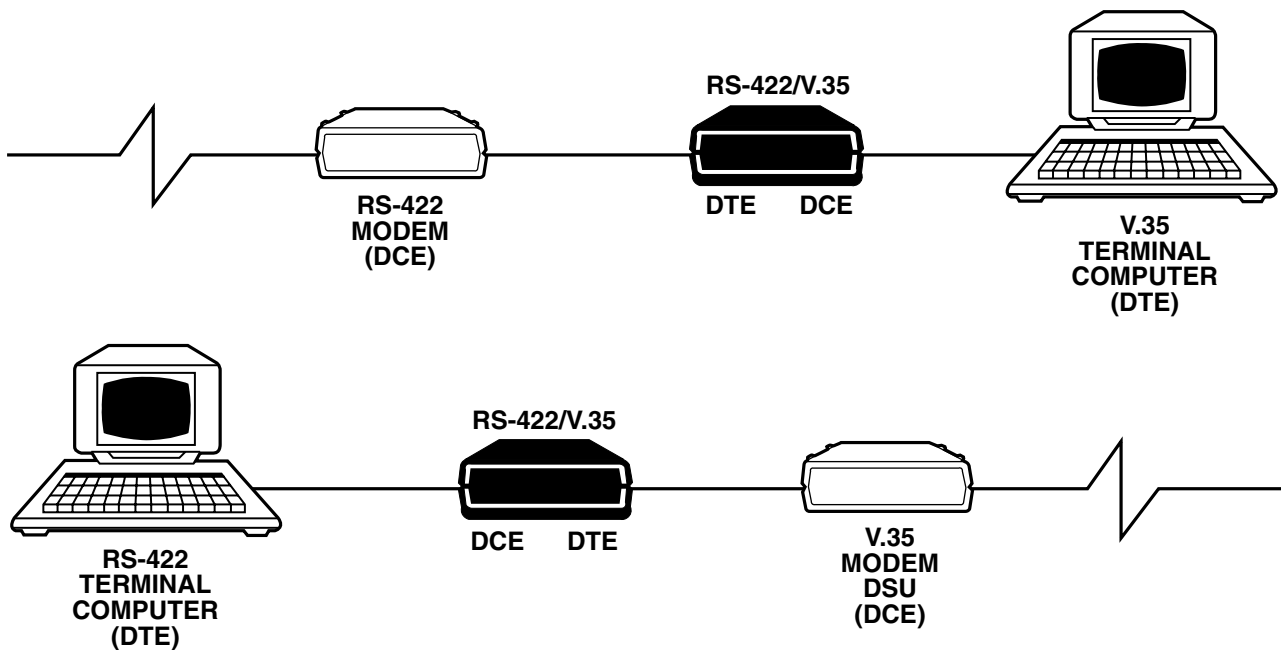 RS-422/V.35
DTE DCE
RS-422
MODEM
(DCE)
V.35
TERMINAL
COMPUTER
(DTE)
RS-422/V.35
DCE DTE
RS-422
TERMINAL
COMPUTER
(DTE)
V.35
MODEM
DSU
(DCE)